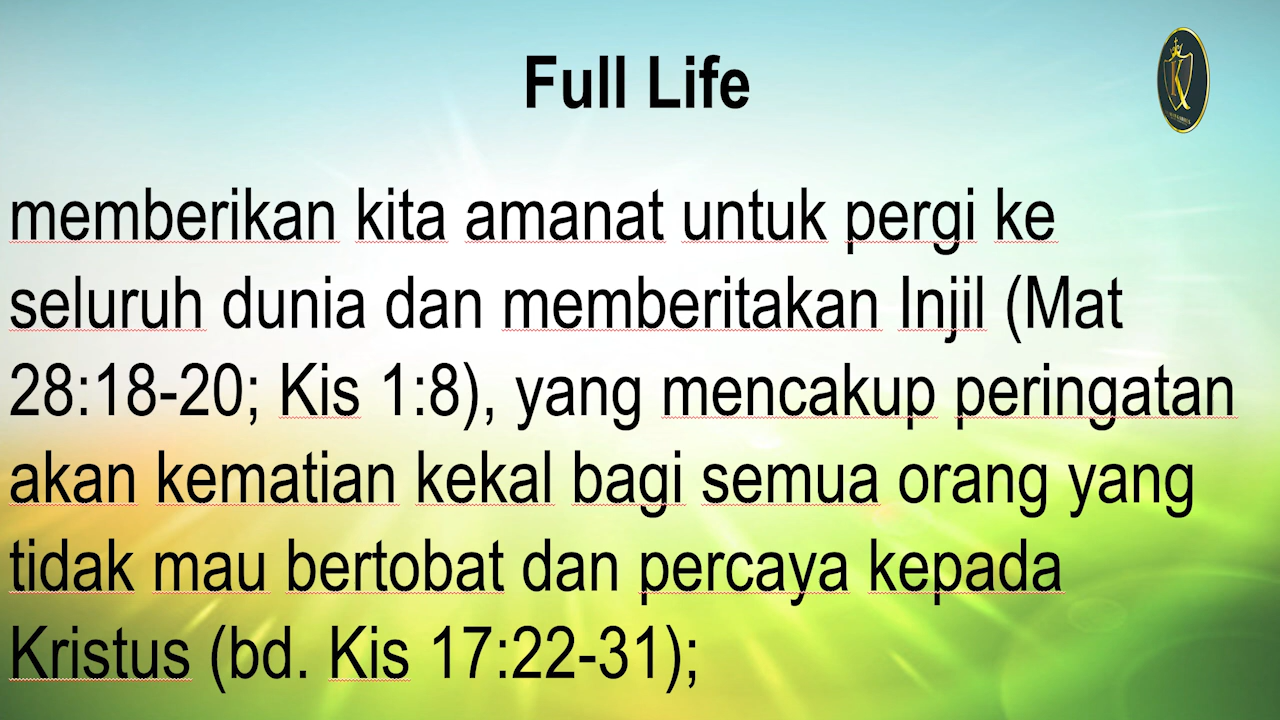 Full Life
K
memberikan kita amanat untuk pergi ke
seluruh dunia dan memberitakan Injil (Mat
28:18-20; Kis 1:8), yang mencakup peringatan
akan kematian kekal bagi semua orang yang
tidak mau bertobat dan percaya kepada
Kristus (bd. Kis 17:22-31);